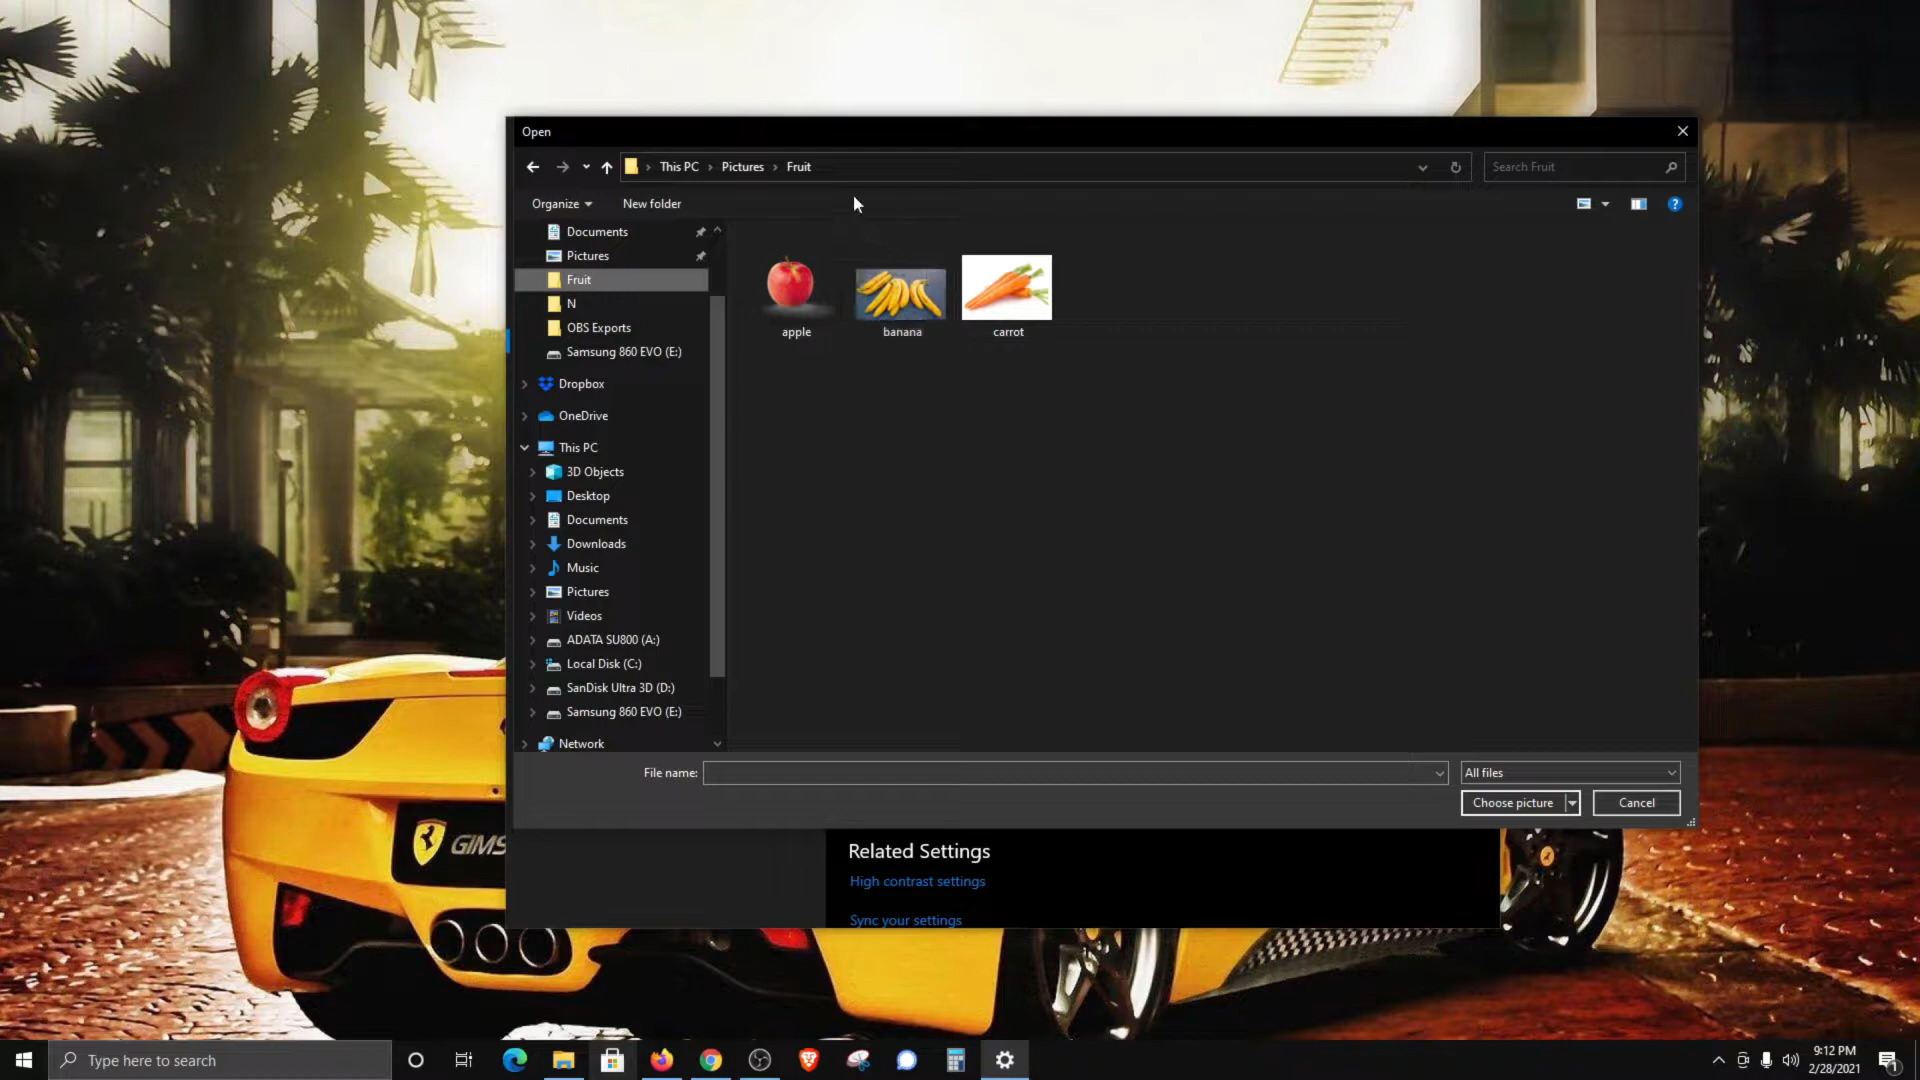 Open
This PC > Pictures > Fruit
Search Fruit
Organize
New folder
Documents
Pictures
Fruit
N
OBS Exports
Samsung 860 EVO (E:)
Dropbox
OneDrive
This PC
3D Objects
Desktop
Documents
Downloads
Music
Pictures
Videos
ADATA SU800 (A:)
Local Disk (C:)
SanDisk Ultra 3D (D:)
Samsung 860 EVO (E:)
Network
apple
banana
carrot
File name:
All files
Choose picture
Cancel
Related Settings
High contrast settings
Sync your settings
GIMS
Type here to search
9:12 PM
2/28/2021
1